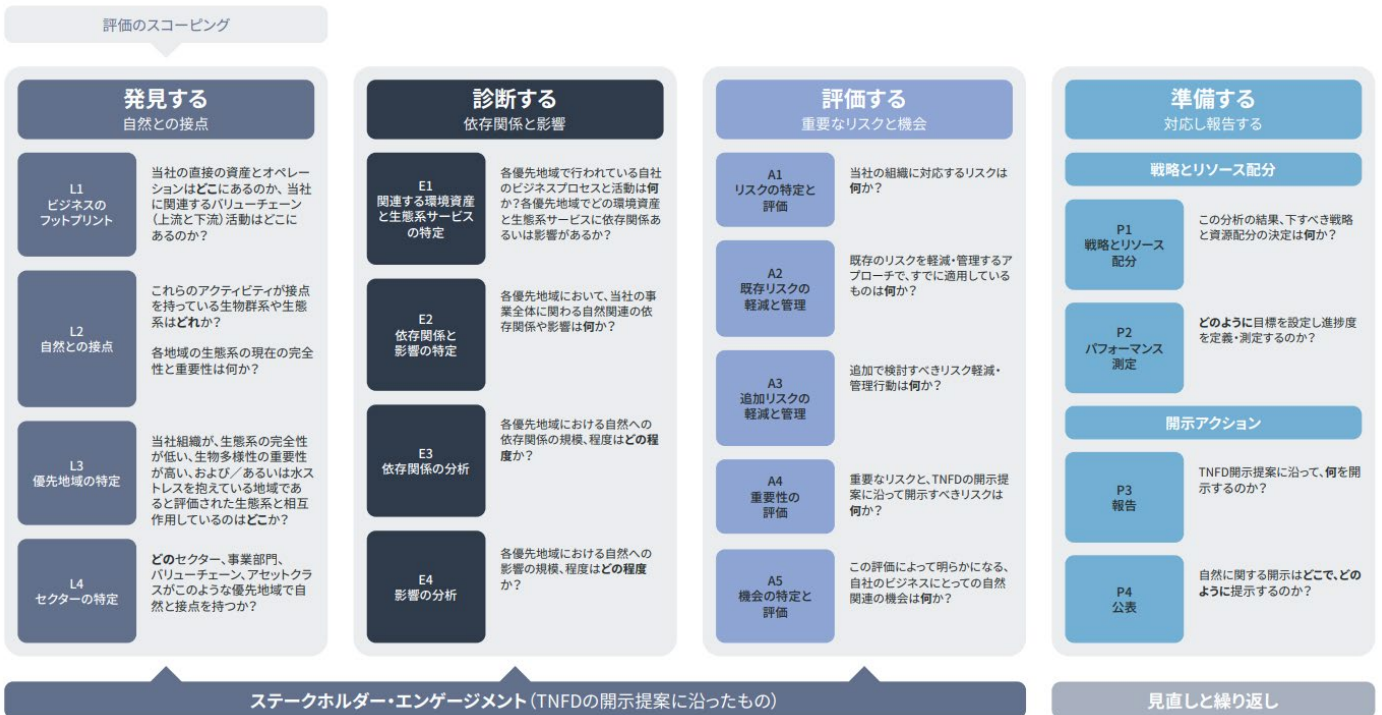 評価のスコーピング
発見する
自然との接点
L1
ビジネスの
フットプリント
当社の直接の資産とオペレー
ションはどこにあるのか、当社
に関連するバリューチェーン
（上流と下流）活動はどこに
あるのか？
L2
自然との接点
これらのアクティビティが接点
を持っている生物群系や生態
系はどれか？
各地域の生態系の現在の完全
性と重要性は何か？
L3
優先地域の特定
当社組織が、生態系の完全性
が低い、生物多様性の重要性
が高い、および／あるいは水ス
トレスを抱えている地域であ
ると評価された生態系と相互
作用しているのはどこか？
L4
セクターの特定
どのセクター、事業部門、
バリューチェーン、アセットクラ
スがこのような優先地域で自
然と接点を持つか？
診断する
依存関係と影響
E1
関連する環境資産
と生態系サービス
の特定
各優先地域で行われている自社
のビジネスプロセスと活動は何
か？各優先地域でどの環境資産
と生態系サービスに依存関係あ
るいは影響があるか？
E2
依存関係と
影響の特定
各優先地域において、当社の事
業全体に関わる自然関連の依
存関係や影響は何か？
E3
依存関係の分析
各優先地域における自然への
依存関係の規模、程度はどの程
度か？
E4
影響の分析
各優先地域における自然への
影響の規模、程度はどの程度
か？
評価する
重要なリスクと機会
A1
リスクの特定と
評価
当社の組織に対応するリスクは
何か？
A2
既存リスクの
軽減と管理
既存のリスクを軽減・管理するア
プローチで、すでに適用している
ものは何か？
A3
追加リスクの
軽減と管理
追加で検討すべきリスク軽減・
管理行動は何か？
A4
重要性の
評価
重要なリスクと、TNFDの開示提
案に沿って開示すべきリスクは
何か？
A5
機会の特定と
評価
この評価によって明らかになる、
自社のビジネスにとっての自然
関連の機会は何か？
準備する
対応し報告する
戦略とリソース配分
P1
戦略とリソース
配分
この分析の結果、下すべき戦略
と資源配分の決定は何か？
P2
パフォーマンス
測定
どのように目標を設定し進捗度
を定義・測定するのか？
開示アクション
P3
報告
TNFD開示提案に沿って、何を開
示するのか？
P4
公表
自然に関する開示はどこで、どの
ように提示するのか？
ステークホルダー・エンゲージメント（TNFDの開示提案に沿ったもの）
見直しと繰り返し